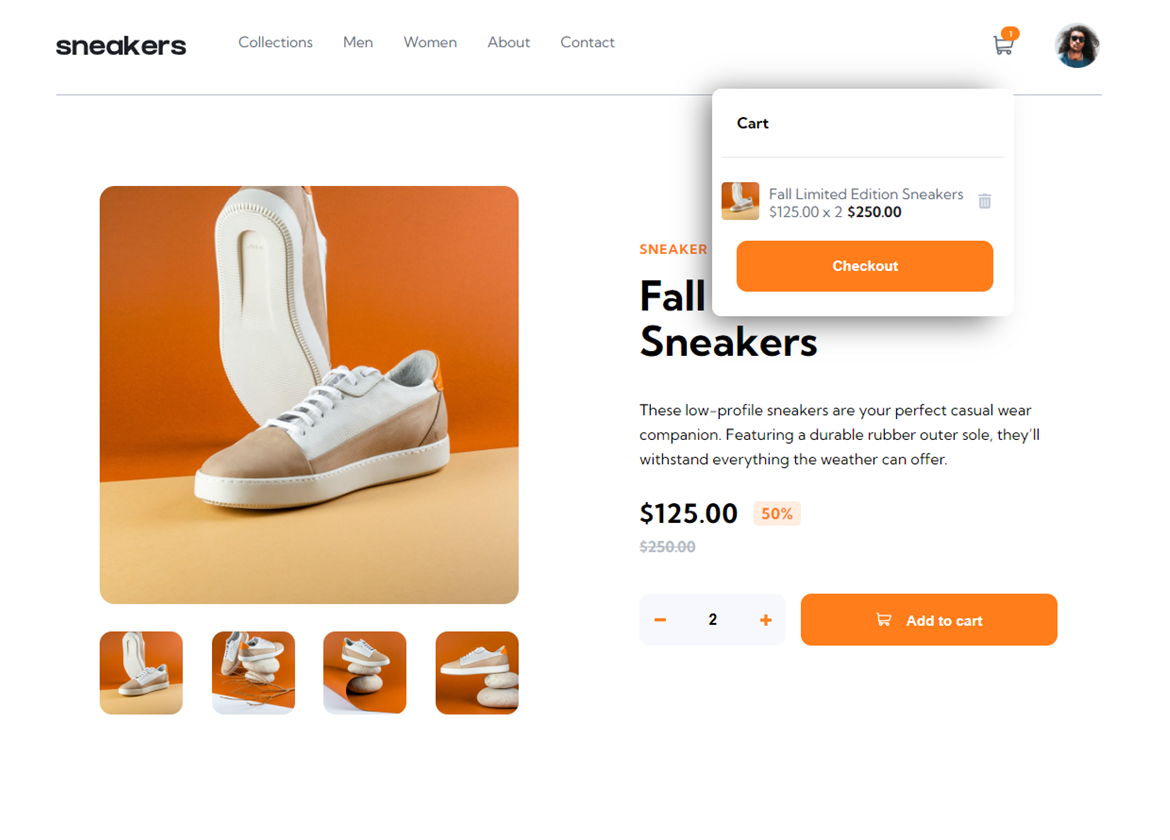 sneakers
Collections Men Women About Contact
1
Cart
Fall Limited Edition Sneakers
$125.00 x 2 $250.00
Checkout
SNEAKER
Fall
Sneakers
These low-profile sneakers are your perfect casual wear
companion. Featuring a durable rubber outer sole, they'll
withstand everything the weather can offer.
$125.00 50%
$250.00
2
Add to cart